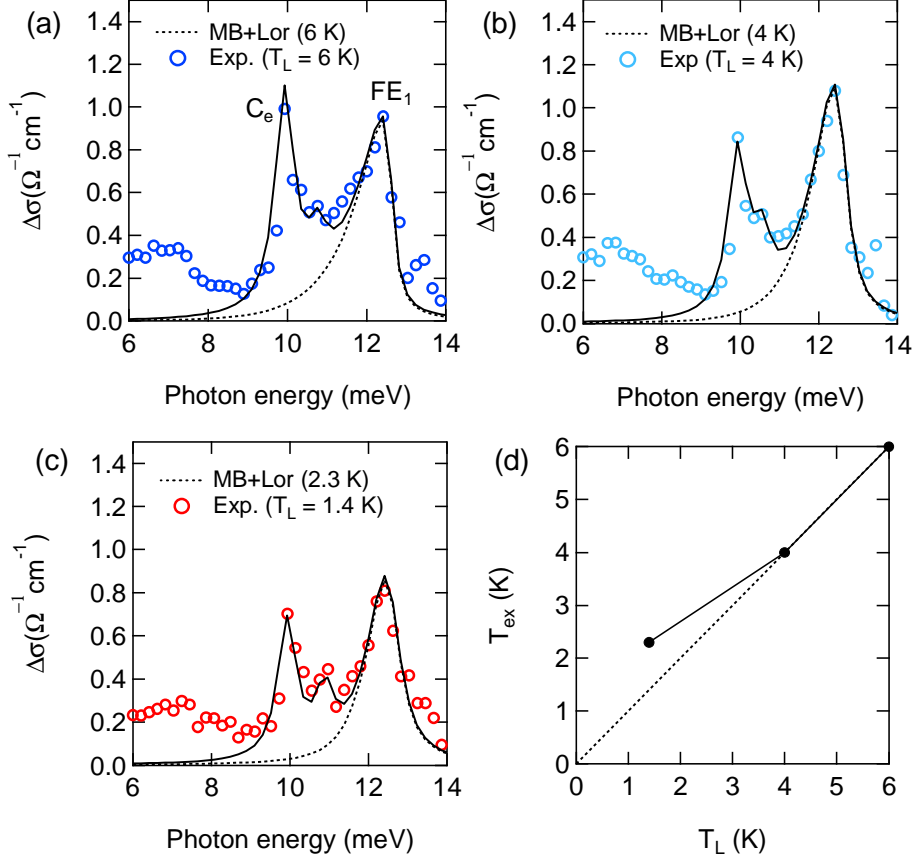 (a)
MB+Lor (6 K)
Exp. (T_L = 6 K)
C_e
FE_1
1.4
1.2
1.0
0.8
0.6
0.4
0.2
0.0
Δσ(Ω⁻¹ cm⁻¹)
6 8 10 12 14
Photon energy (meV)
(b)
MB+Lor (4 K)
Exp (T_L = 4 K)
1.4
1.2
1.0
0.8
0.6
0.4
0.2
0.0
Δσ(Ω⁻¹ cm⁻¹)
6 8 10 12 14
Photon energy (meV)
(c)
MB+Lor (2.3 K)
Exp. (T_L = 1.4 K)
1.4
1.2
1.0
0.8
0.6
0.4
0.2
0.0
Δσ(Ω⁻¹ cm⁻¹)
6 8 10 12 14
Photon energy (meV)
(d)
6
5
4
3
2
1
0
T_ex (K)
0 1 2 3 4 5 6
T_L (K)